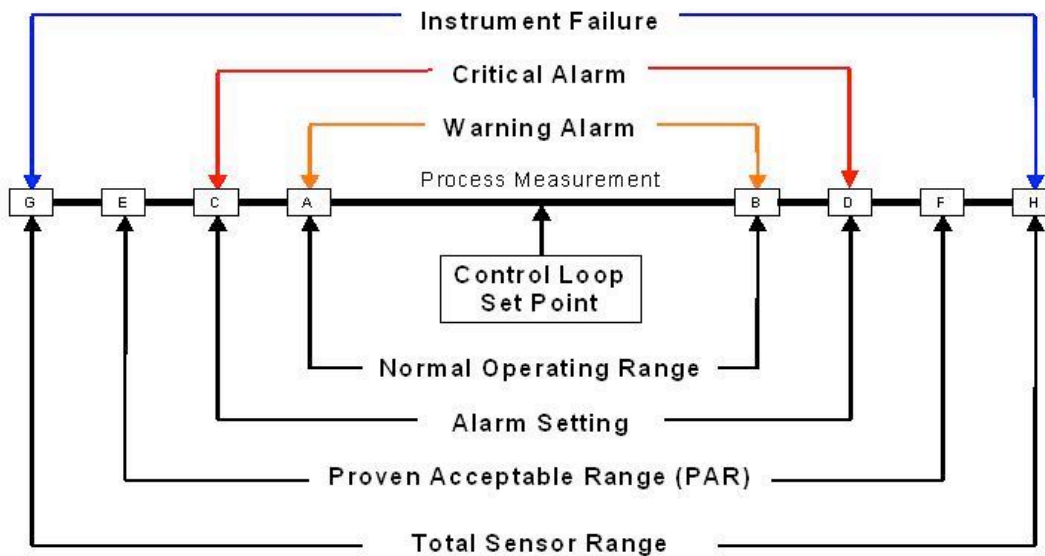 Instrument Failure
Critical Alarm
Warning Alarm
Process Measurement
G E C A B D F H
Control Loop
Set Point
Normal Operating Range
Alarm Setting
Proven Acceptable Range (PAR)
Total Sensor Range